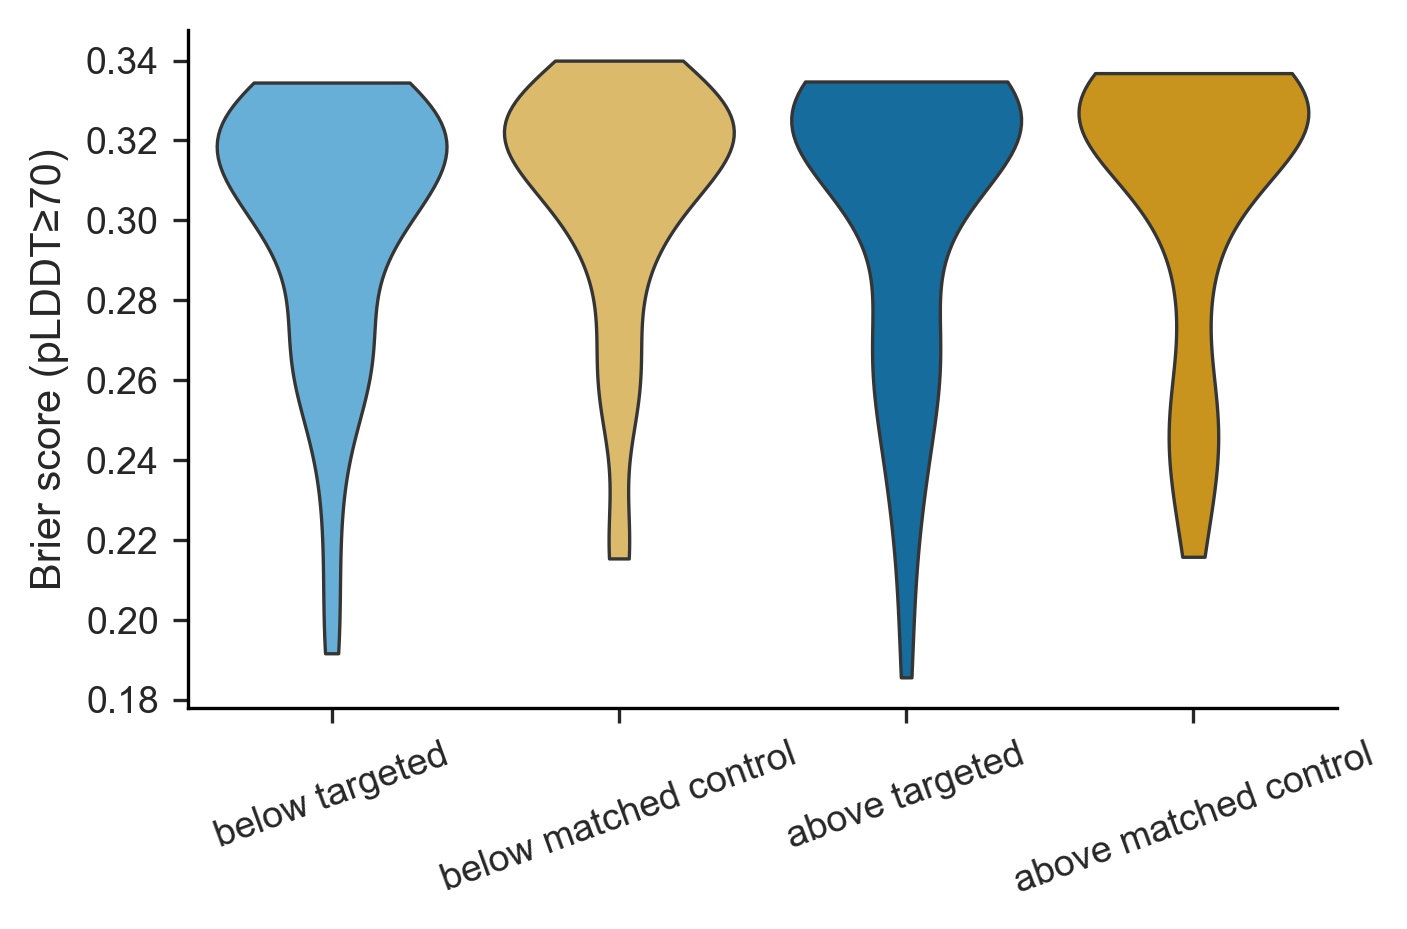 Brier score (pLDDT≥70)
0.34
0.32
0.30
0.28
0.26
0.24
0.22
0.20
0.18
below targeted
below matched control
above targeted
above matched control